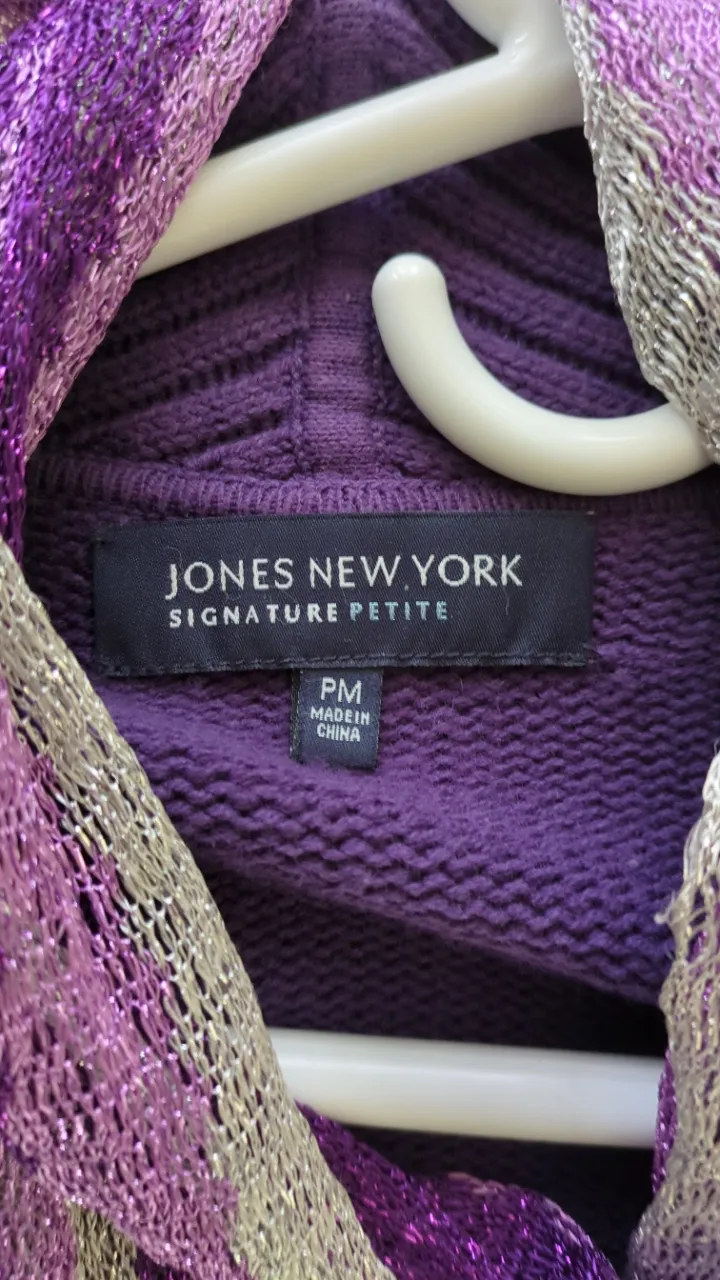 JONES NEW YORK
SIGNATURE PETITE
PM
MADE IN
CHINA